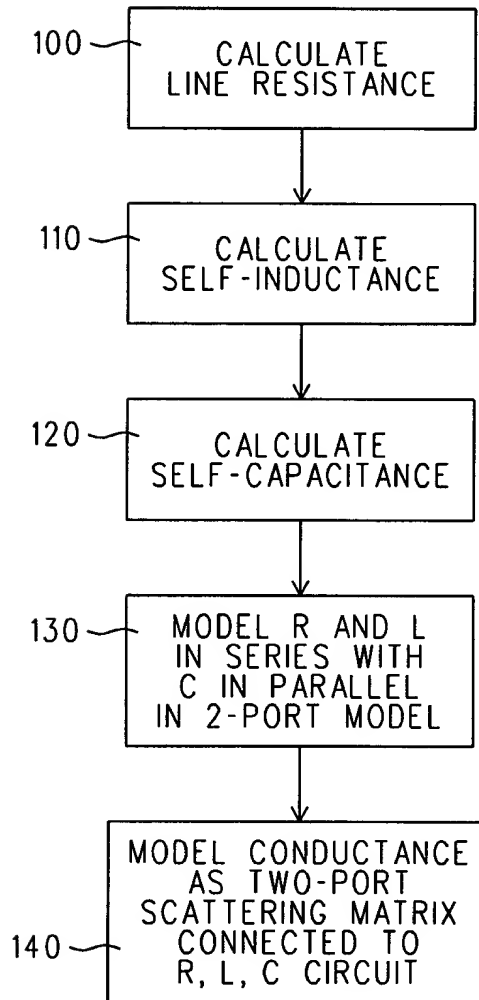 100
CALCULATE
LINE RESISTANCE
110
CALCULATE
SELF-INDUCTANCE
120
CALCULATE
SELF-CAPACITANCE
130
MODEL R AND L
IN SERIES WITH
C IN PARALLEL
IN 2-PORT MODEL
140
MODEL CONDUCTANCE
AS TWO-PORT
SCATTERING MATRIX
CONNECTED TO
R, L, C CIRCUIT